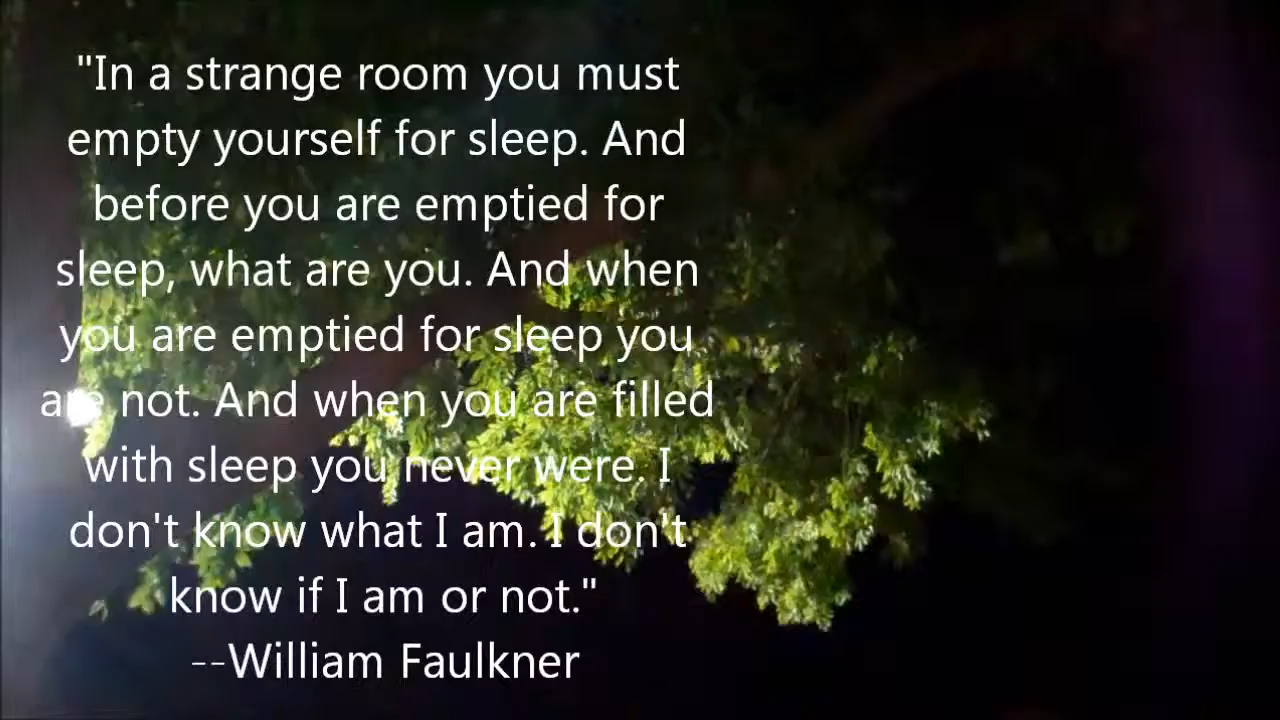 "In a strange room you must
empty yourself for sleep. And
before you are emptied for
sleep, what are you. And when
you are emptied for sleep you
are not. And when you are filled
with sleep you never were. I
don't know what I am. I don't
know if I am or not."
--William Faulkner